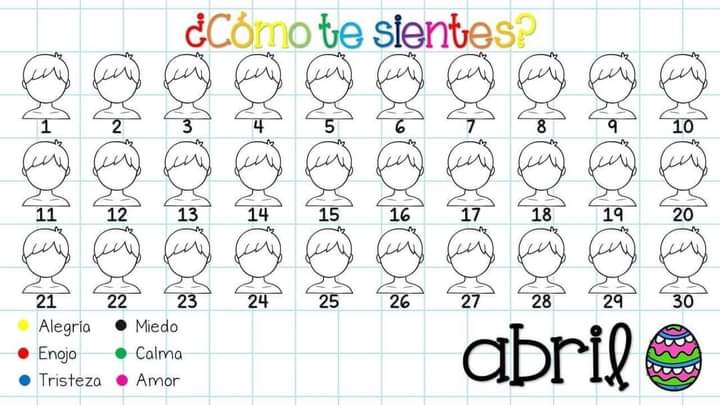 ¿Cómo te sientes?
1 2 3 4 5 6 7 8 9 10
11 12 13 14 15 16 17 18 19 20
21 22 23 24 25 26 27 28 29 30
Alegría Miedo
Enojo Calma
Tristeza Amor
abril